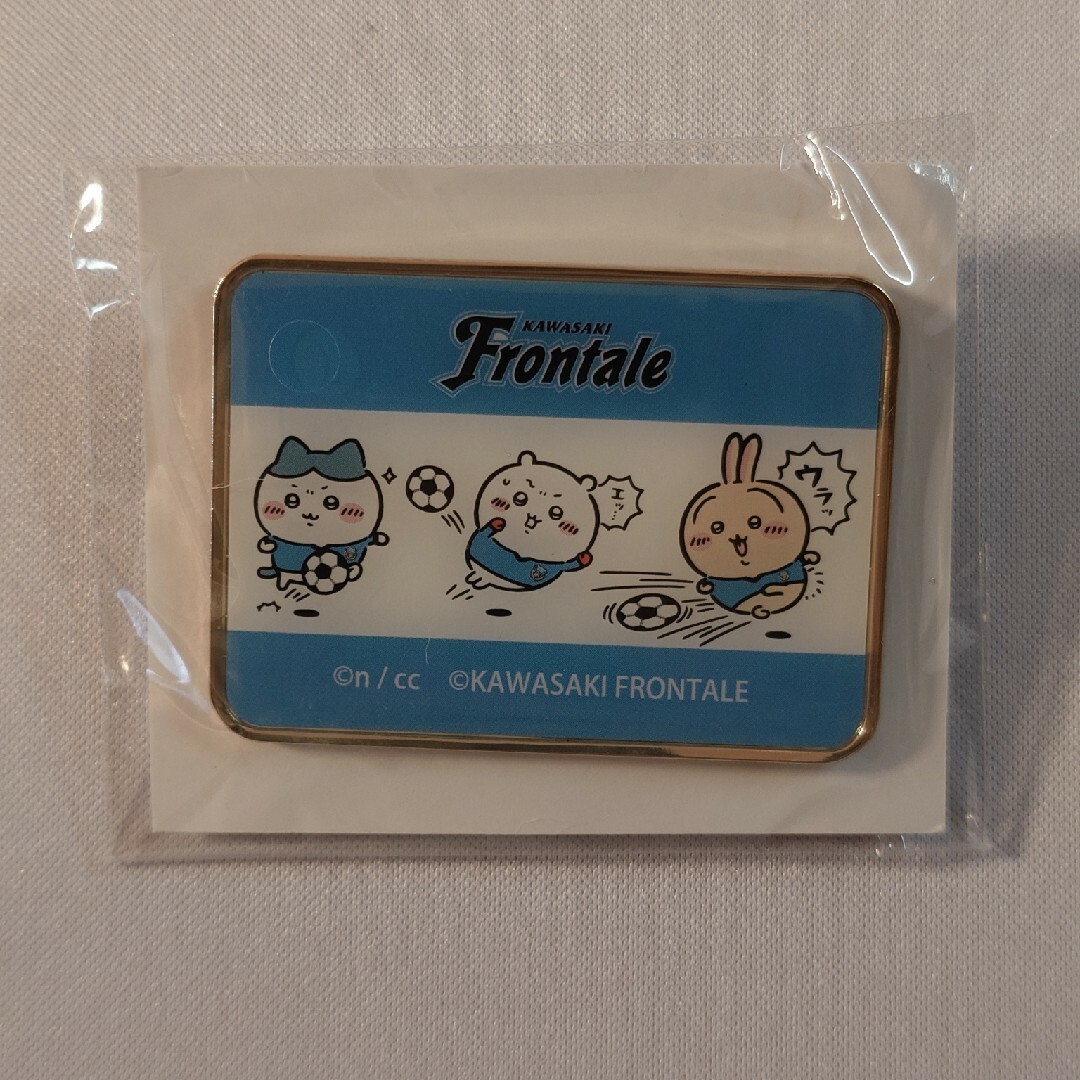 KAWASAKI
Frontale
エッ…
ウラッ
©n / cc ©KAWASAKI FRONTALE